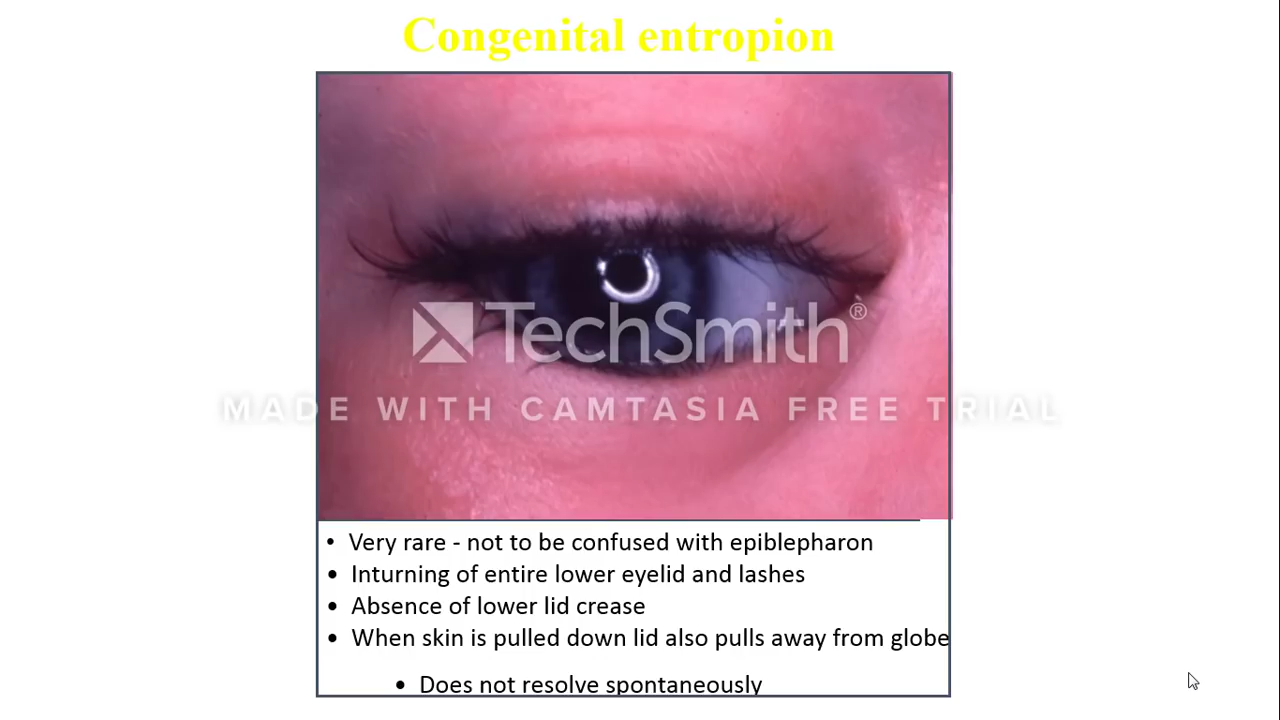 Congenital entropion
TechSmith®
MADE WITH CAMTASIA FREE TRIAL
• Very rare - not to be confused with epiblepharon
• Inturning of entire lower eyelid and lashes
• Absence of lower lid crease
• When skin is pulled down lid also pulls away from globe
• Does not resolve spontaneously